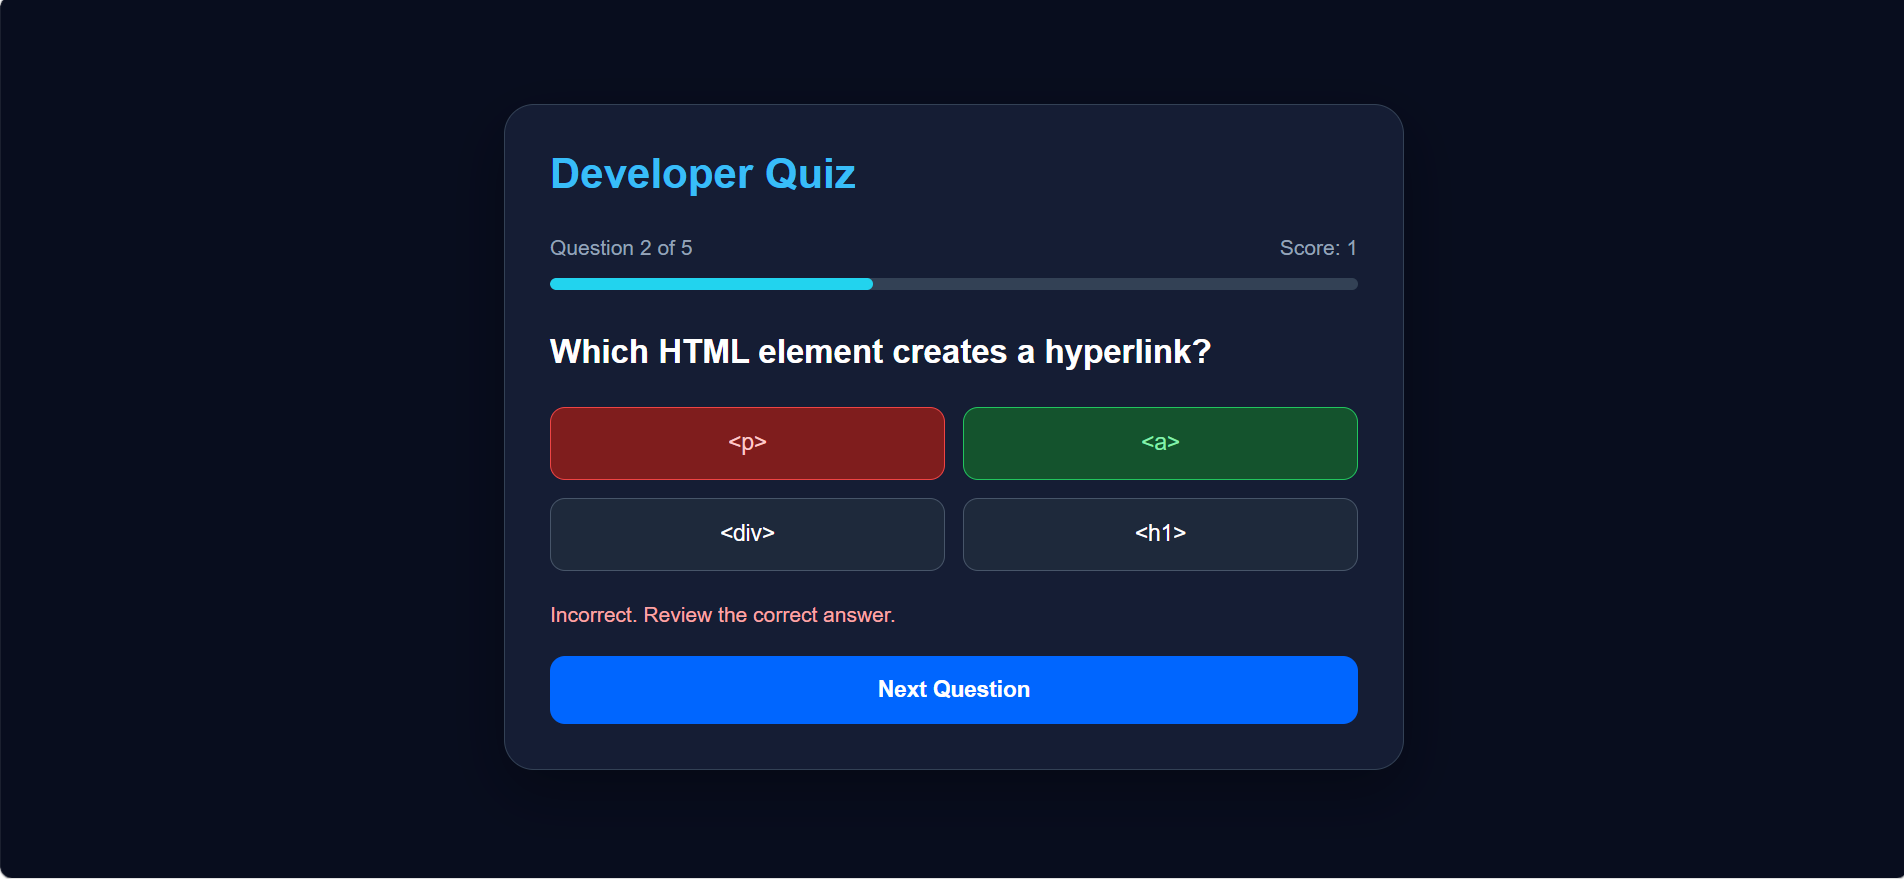 Developer Quiz
Question 2 of 5
Score: 1
Which HTML element creates a hyperlink?
<p>
<a>
<div>
<h1>
Incorrect. Review the correct answer.
Next Question